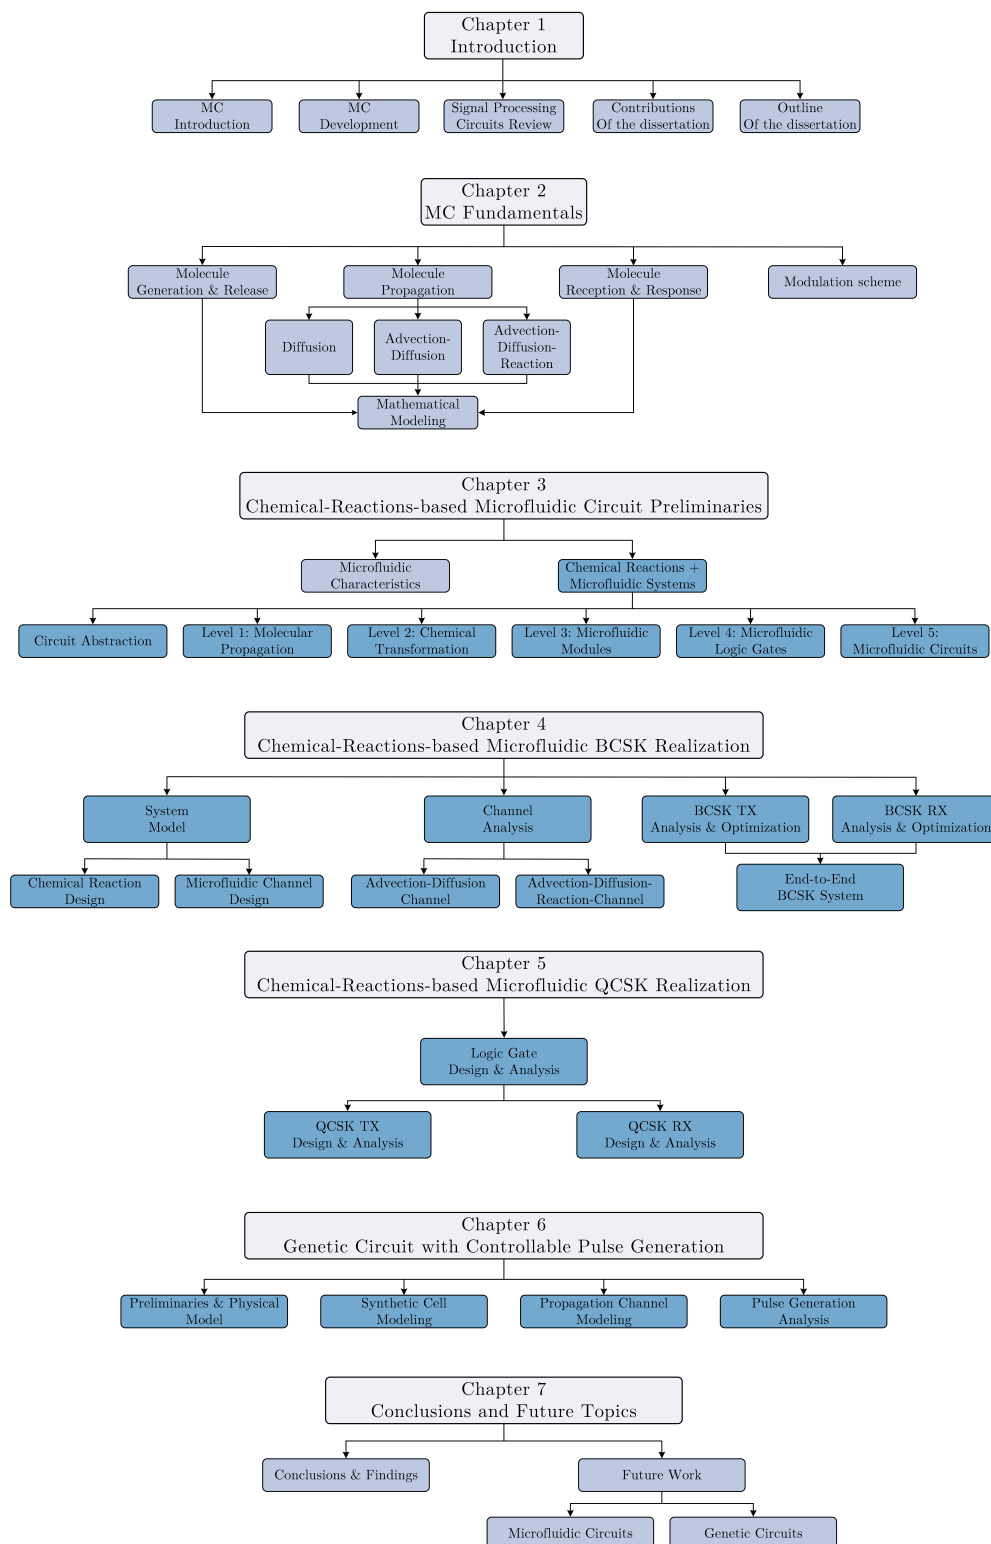 Chapter 1
Introduction
MC
Introduction
MC
Development
Signal Processing
Circuits Review
Contributions
Of the dissertation
Outline
Of the dissertation
Chapter 2
MC Fundamentals
Molecule
Generation & Release
Molecule
Propagation
Molecule
Reception & Response
Modulation scheme
Diffusion
Advection-
Diffusion
Advection-
Diffusion-
Reaction
Mathematical
Modeling
Chapter 3
Chemical-Reactions-based Microfluidic Circuit Preliminaries
Microfluidic
Characteristics
Chemical Reactions +
Microfluidic Systems
Circuit Abstraction
Level 1: Molecular
Propagation
Level 2: Chemical
Transformation
Level 3: Microfluidic
Modules
Level 4: Microfluidic
Logic Gates
Level 5:
Microfluidic Circuits
Chapter 4
Chemical-Reactions-based Microfluidic BCSK Realization
System
Model
Channel
Analysis
BCSK TX
Analysis & Optimization
BCSK RX
Analysis & Optimization
Chemical Reaction
Design
Microfluidic Channel
Design
Advection-Diffusion
Channel
Advection-Diffusion-
Reaction-Channel
End-to-End
BCSK System
Chapter 5
Chemical-Reactions-based Microfluidic QCSK Realization
Logic Gate
Design & Analysis
QCSK TX
Design & Analysis
QCSK RX
Design & Analysis
Chapter 6
Genetic Circuit with Controllable Pulse Generation
Preliminaries & Physical
Model
Synthetic Cell
Modeling
Propagation Channel
Modeling
Pulse Generation
Analysis
Chapter 7
Conclusions and Future Topics
Conclusions & Findings
Future Work
Microfluidic Circuits
Genetic Circuits